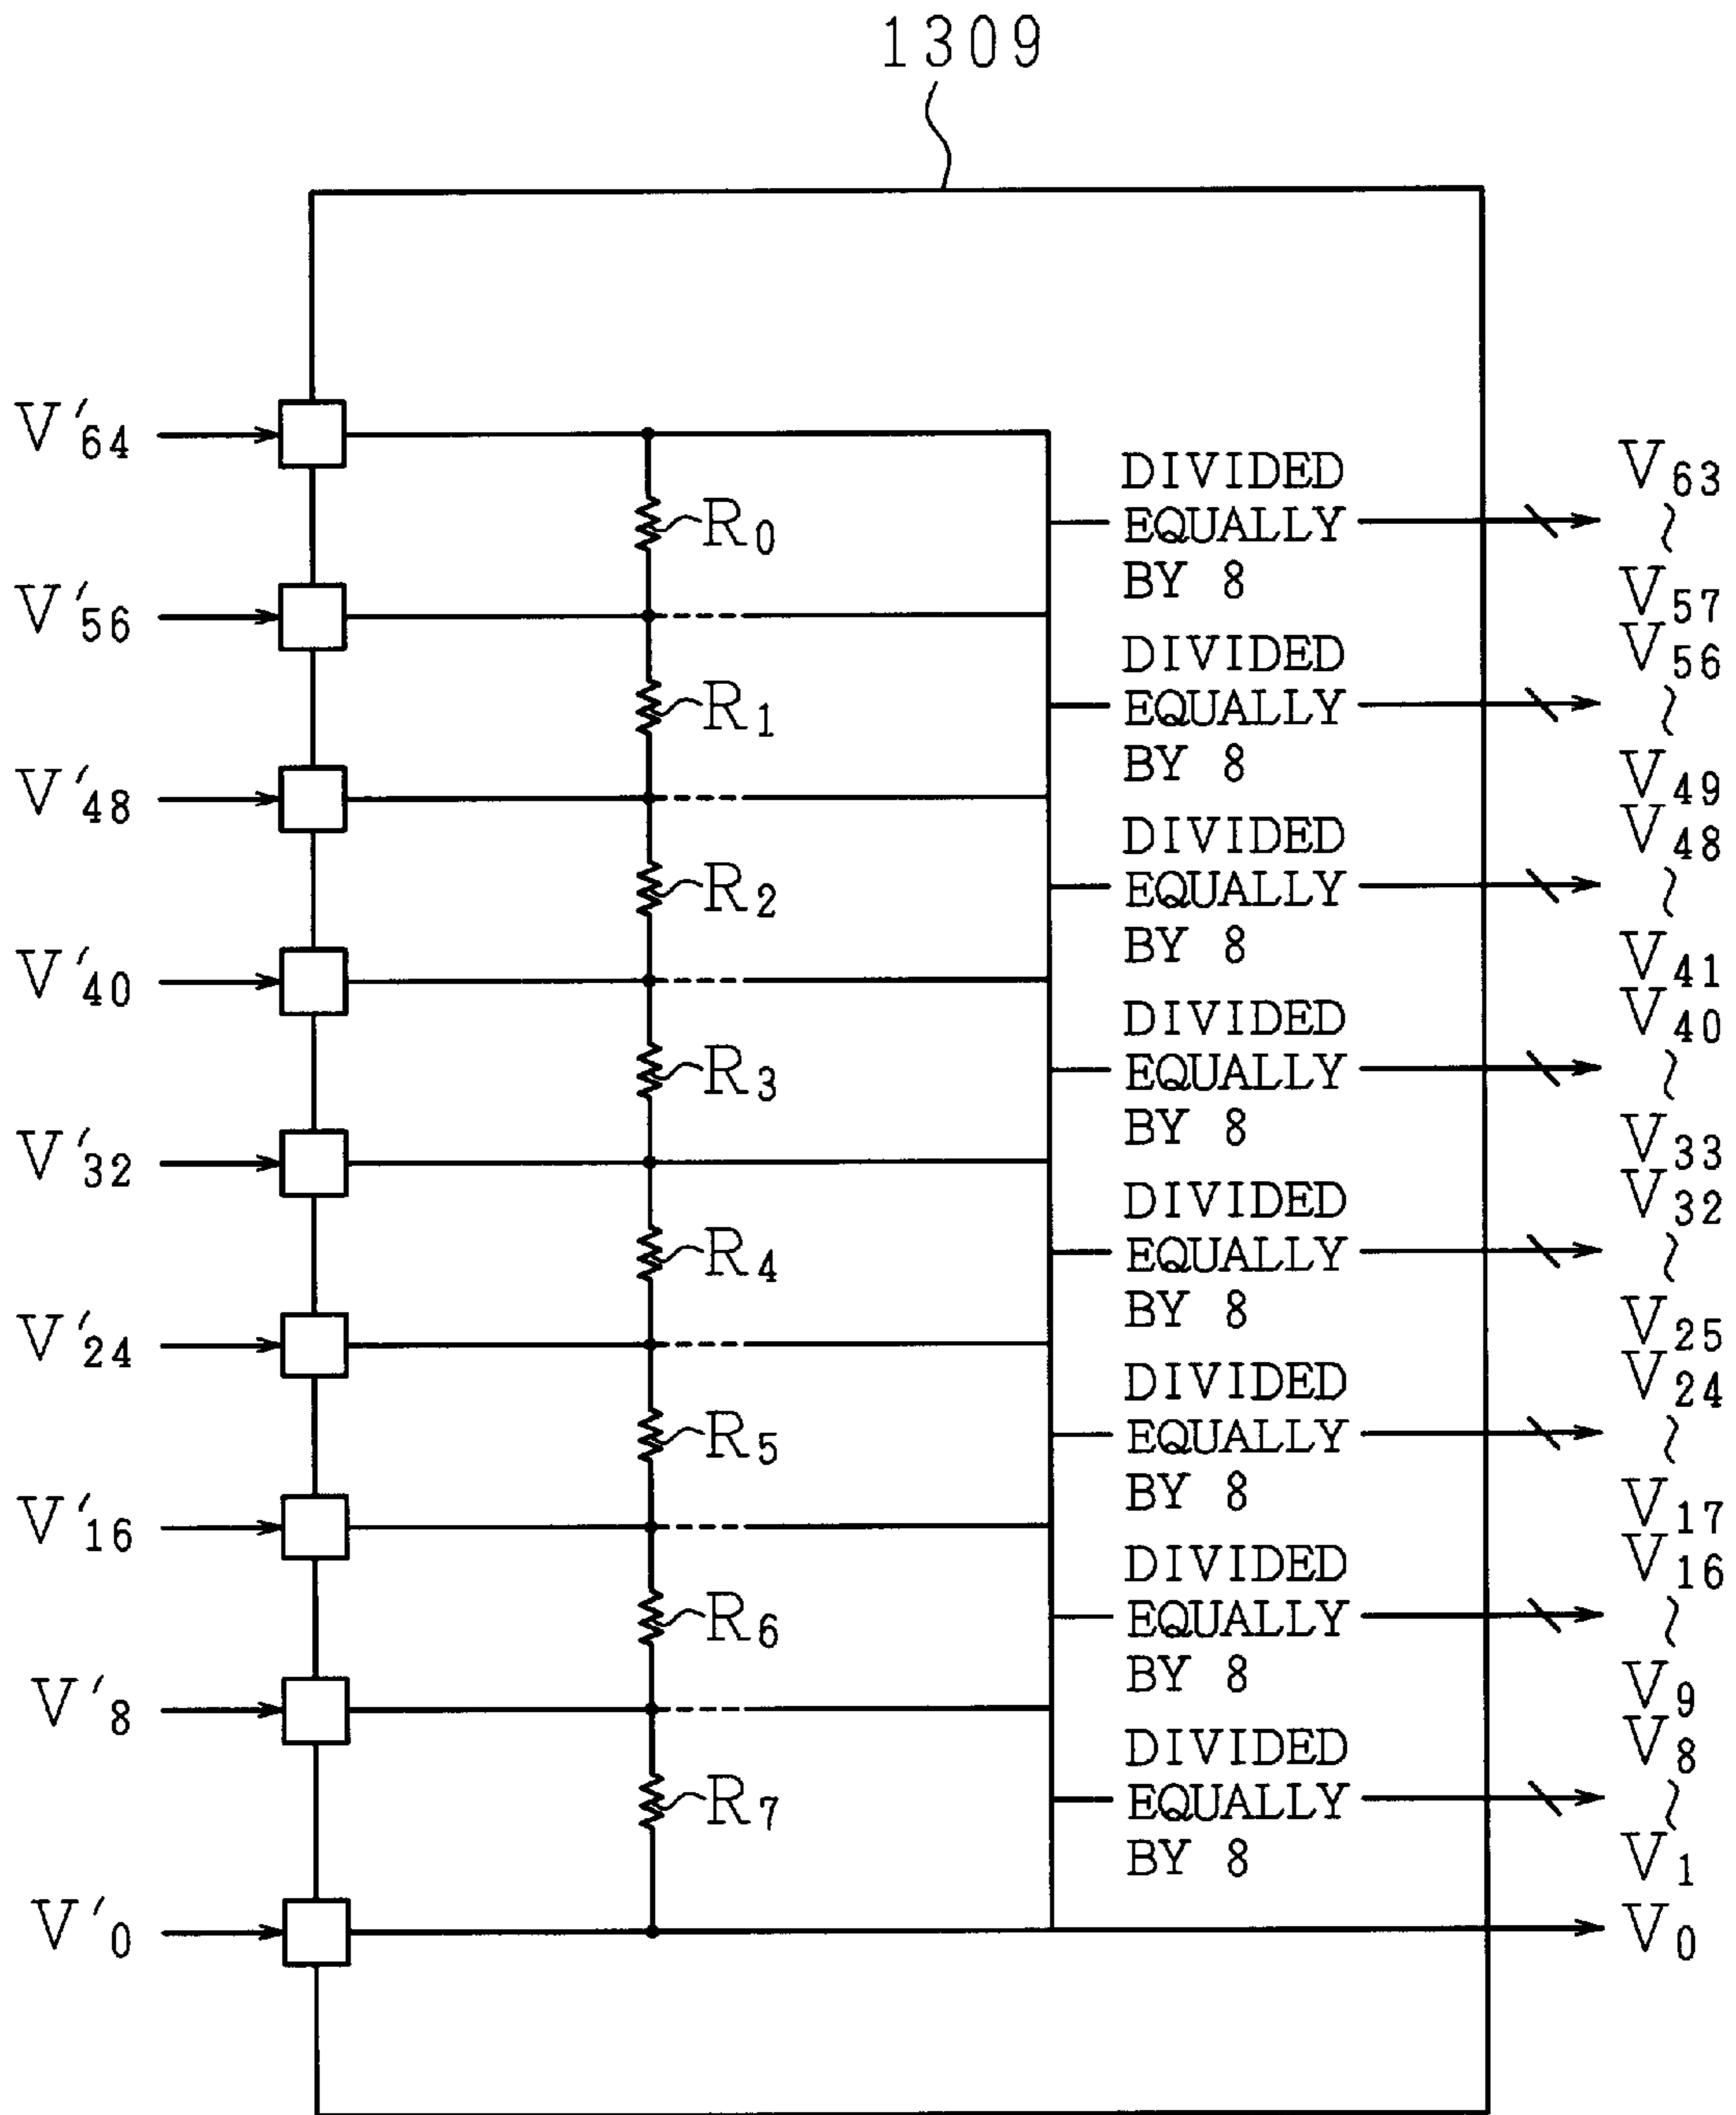 1309
V'64
DIVIDED
EQUALLY
BY 8
V63
~
V57
R0
V'56
DIVIDED
EQUALLY
BY 8
V56
~
V49
R1
V'48
DIVIDED
EQUALLY
BY 8
V48
~
V41
R2
V'40
DIVIDED
EQUALLY
BY 8
V40
~
V33
R3
V'32
DIVIDED
EQUALLY
BY 8
V32
~
V25
R4
V'24
DIVIDED
EQUALLY
BY 8
V24
~
V17
R5
V'16
DIVIDED
EQUALLY
BY 8
V16
~
V9
R6
V'8
DIVIDED
EQUALLY
BY 8
V8
~
V1
R7
V'0
V0